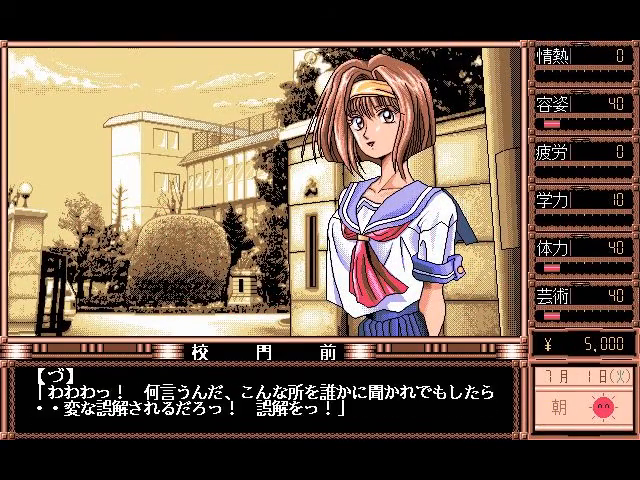 情熱 0
容姿 40
疲労 0
学力 10
体力 40
芸術 40
¥ 5,000
7月 1日(火)
朝
校門前
【づ】
「わわわっ! 何言うんだ、こんな所を誰かに聞かれでもしたら
・・変な誤解されるだろっ! 誤解をっ!」